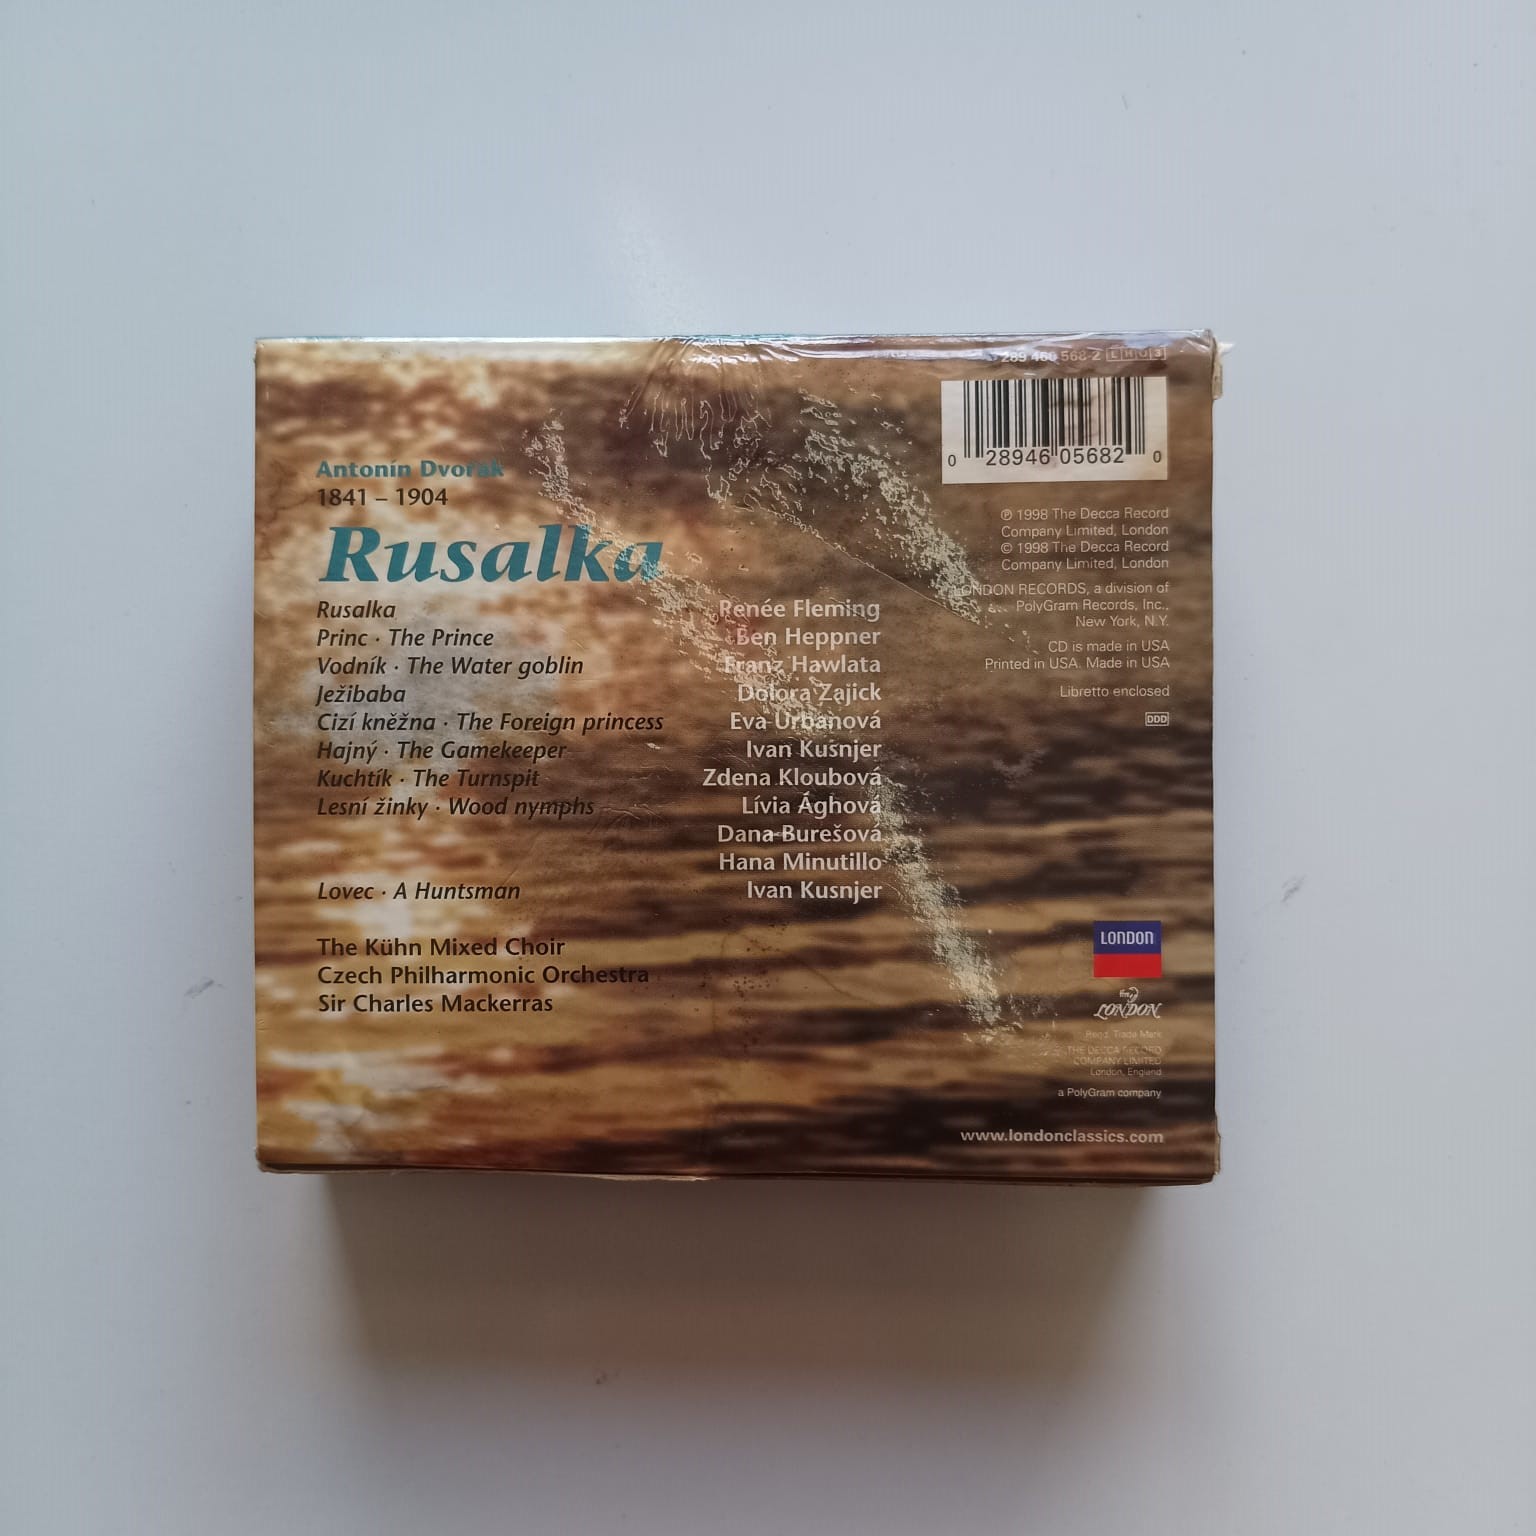 289 460 568-2 LH 3
0 28946 05682 0
Antonín Dvořák
1841 – 1904
Rusalka
Rusalka Renée Fleming
Princ · The Prince Ben Heppner
Vodník · The Water goblin Franz Hawlata
Ježibaba Dolora Zajick
Cizí kněžna · The Foreign princess Eva Urbanová
Hajný · The Gamekeeper Ivan Kusnjer
Kuchtík · The Turnspit Zdena Kloubová
Lesní žinky · Wood nymphs Lívia Ághová
Dana Burešová
Hana Minutillo
Lovec · A Huntsman Ivan Kusnjer
The Kühn Mixed Choir
Czech Philharmonic Orchestra
Sir Charles Mackerras
℗ 1998 The Decca Record
Company Limited, London
© 1998 The Decca Record
Company Limited, London
LONDON RECORDS, a division of
PolyGram Records, Inc.,
New York, N.Y.
CD is made in USA
Printed in USA. Made in USA
Libretto enclosed
DDD
LONDON
LONDON
Regd. Trade Mark
THE DECCA RECORD
COMPANY LIMITED
London, England
a PolyGram company
www.londonclassics.com